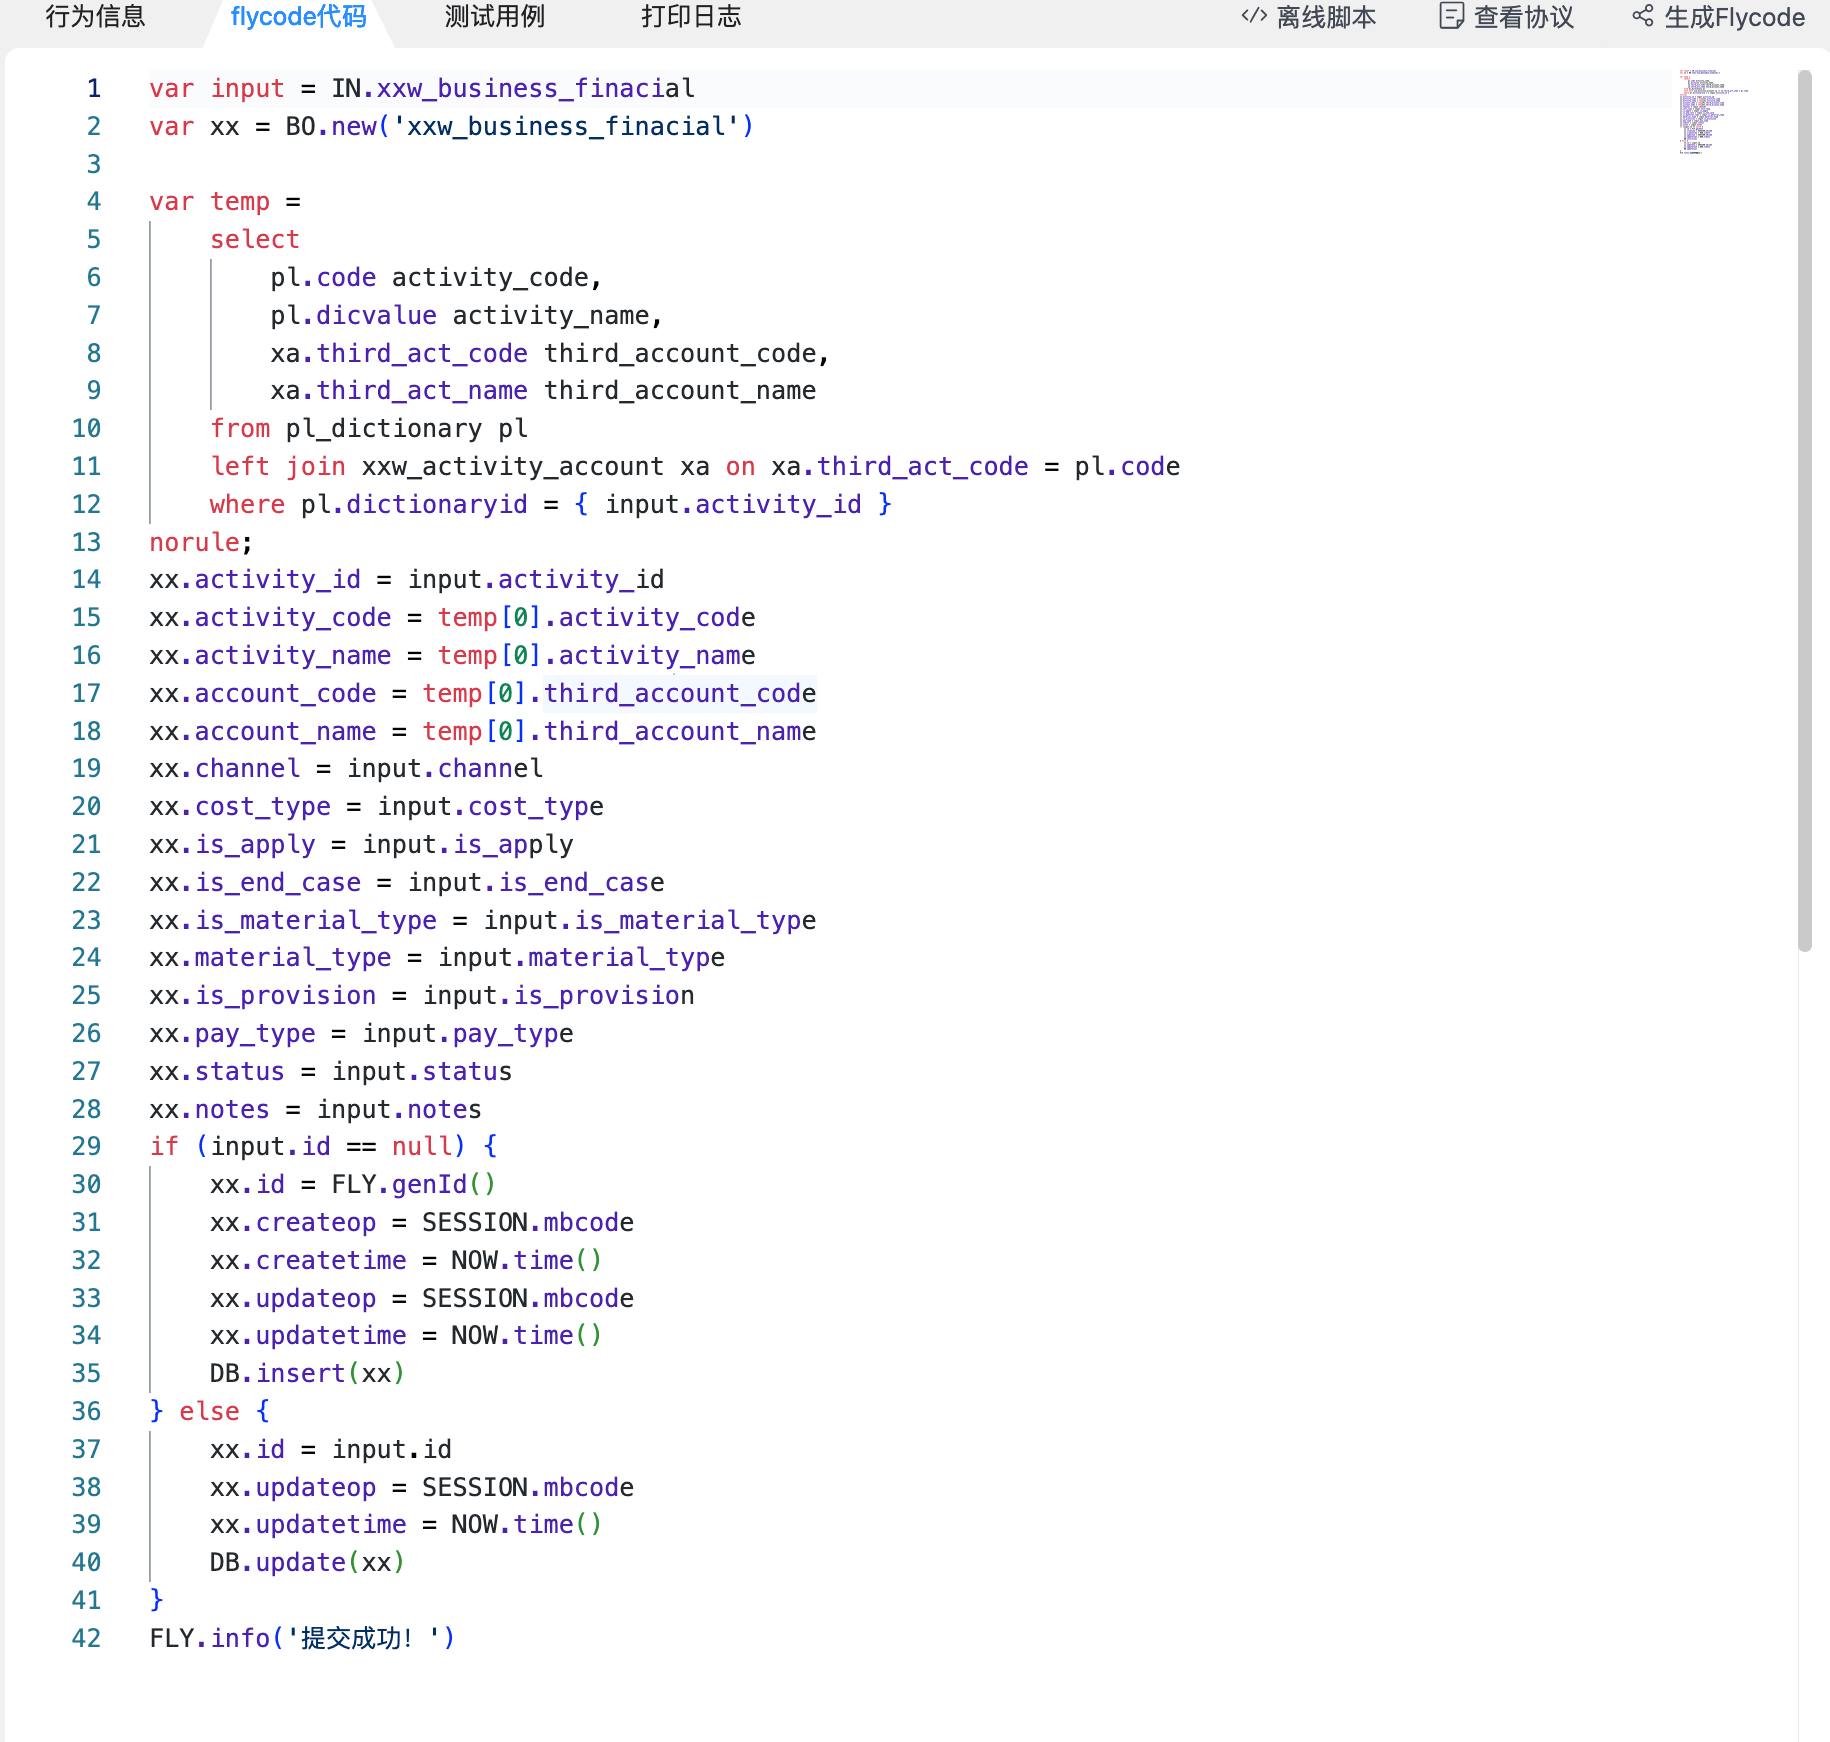 行为信息 flycode代码 测试用例 打印日志 </> 离线脚本 查看协议 生成Flycode
1 var input = IN.xxw_business_finacial
2 var xx = BO.new('xxw_business_finacial')
3
4 var temp =
5     select
6         pl.code activity_code,
7         pl.dicvalue activity_name,
8         xa.third_act_code third_account_code,
9         xa.third_act_name third_account_name
10     from pl_dictionary pl
11     left join xxw_activity_account xa on xa.third_act_code = pl.code
12     where pl.dictionaryid = { input.activity_id }
13 norule;
14 xx.activity_id = input.activity_id
15 xx.activity_code = temp[0].activity_code
16 xx.activity_name = temp[0].activity_name
17 xx.account_code = temp[0].third_account_code
18 xx.account_name = temp[0].third_account_name
19 xx.channel = input.channel
20 xx.cost_type = input.cost_type
21 xx.is_apply = input.is_apply
22 xx.is_end_case = input.is_end_case
23 xx.is_material_type = input.is_material_type
24 xx.material_type = input.material_type
25 xx.is_provision = input.is_provision
26 xx.pay_type = input.pay_type
27 xx.status = input.status
28 xx.notes = input.notes
29 if (input.id == null) {
30     xx.id = FLY.genId()
31     xx.createop = SESSION.mbcode
32     xx.createtime = NOW.time()
33     xx.updateop = SESSION.mbcode
34     xx.updatetime = NOW.time()
35     DB.insert(xx)
36 } else {
37     xx.id = input.id
38     xx.updateop = SESSION.mbcode
39     xx.updatetime = NOW.time()
40     DB.update(xx)
41 }
42 FLY.info('提交成功！')